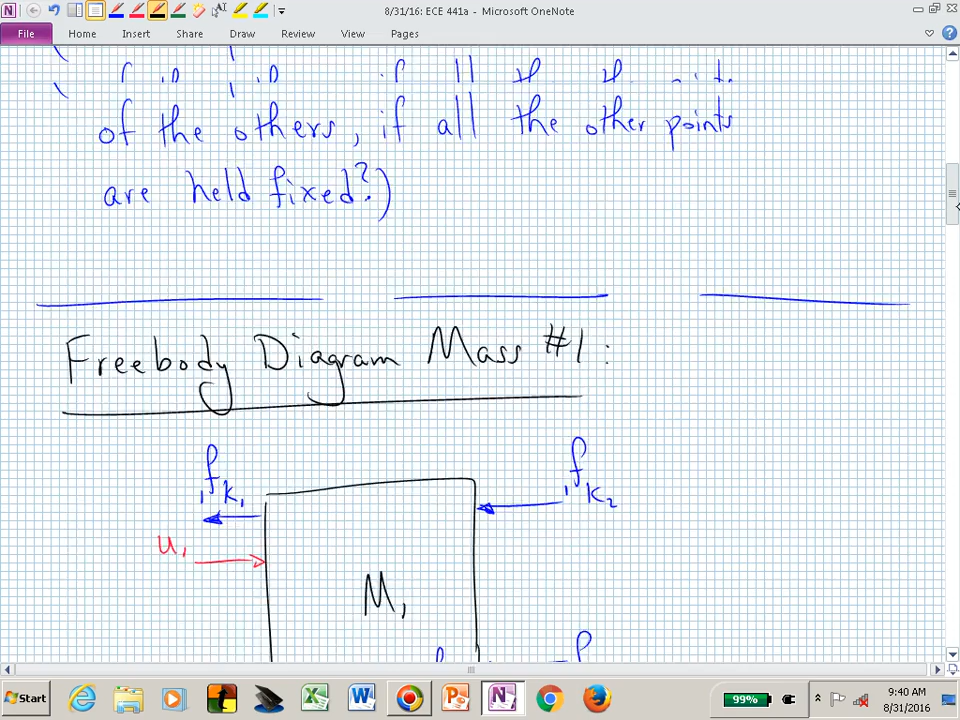 8/31/16: ECE 441a - Microsoft OneNote
File Home Insert Share Draw Review View Pages
of the others, if all the other points
are held fixed?)
Freebody Diagram Mass #1:
₁fK₁
₁fK₂
u₁
M₁
Start
99%
9:40 AM
8/31/2016